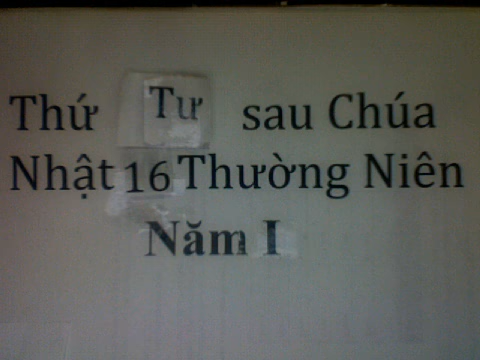 Thứ Tư sau Chúa
Nhật 16 Thường Niên
Năm I